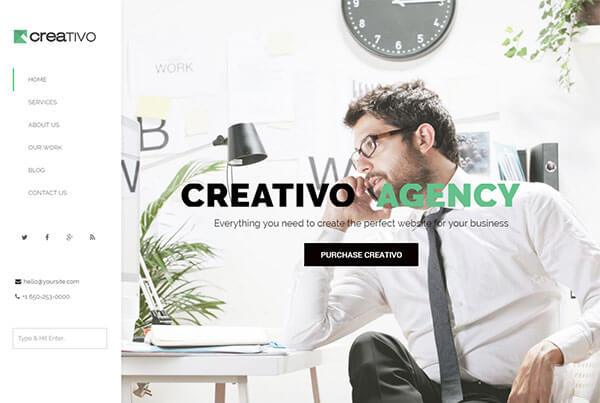 CREATIVO
HOME
SERVICES
ABOUT US
OUR WORK
BLOG
CONTACT US
hello@yoursite.com
+1 650-253-0000
Type & Hit Enter..
WORK
B
W
CREATIVO AGENCY
Everything you need to create the perfect website for your business
PURCHASE CREATIVO